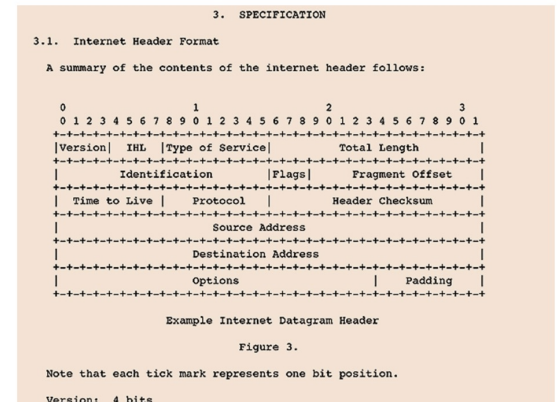 3.  SPECIFICATION
3.1.  Internet Header Format
A summary of the contents of the internet header follows:
 0                   1                   2                   3
 0 1 2 3 4 5 6 7 8 9 0 1 2 3 4 5 6 7 8 9 0 1 2 3 4 5 6 7 8 9 0 1
+-+-+-+-+-+-+-+-+-+-+-+-+-+-+-+-+-+-+-+-+-+-+-+-+-+-+-+-+-+-+-+-+
|Version|  IHL  |Type of Service|          Total Length         |
+-+-+-+-+-+-+-+-+-+-+-+-+-+-+-+-+-+-+-+-+-+-+-+-+-+-+-+-+-+-+-+-+
|         Identification        |Flags|      Fragment Offset    |
+-+-+-+-+-+-+-+-+-+-+-+-+-+-+-+-+-+-+-+-+-+-+-+-+-+-+-+-+-+-+-+-+
|  Time to Live |    Protocol   |         Header Checksum       |
+-+-+-+-+-+-+-+-+-+-+-+-+-+-+-+-+-+-+-+-+-+-+-+-+-+-+-+-+-+-+-+-+
|                       Source Address                          |
+-+-+-+-+-+-+-+-+-+-+-+-+-+-+-+-+-+-+-+-+-+-+-+-+-+-+-+-+-+-+-+-+
|                    Destination Address                        |
+-+-+-+-+-+-+-+-+-+-+-+-+-+-+-+-+-+-+-+-+-+-+-+-+-+-+-+-+-+-+-+-+
|                    Options                    |    Padding    |
+-+-+-+-+-+-+-+-+-+-+-+-+-+-+-+-+-+-+-+-+-+-+-+-+-+-+-+-+-+-+-+-+
Example Internet Datagram Header
Figure 3.
Note that each tick mark represents one bit position.
Version:  4 bits